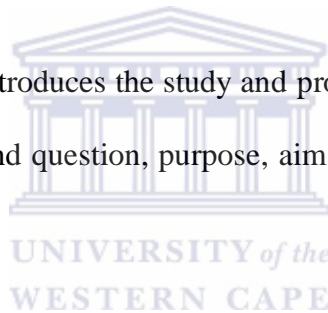 troduces the study and pro
nd question, purpose, aim
UNIVERSITY of the
WESTERN CAPE